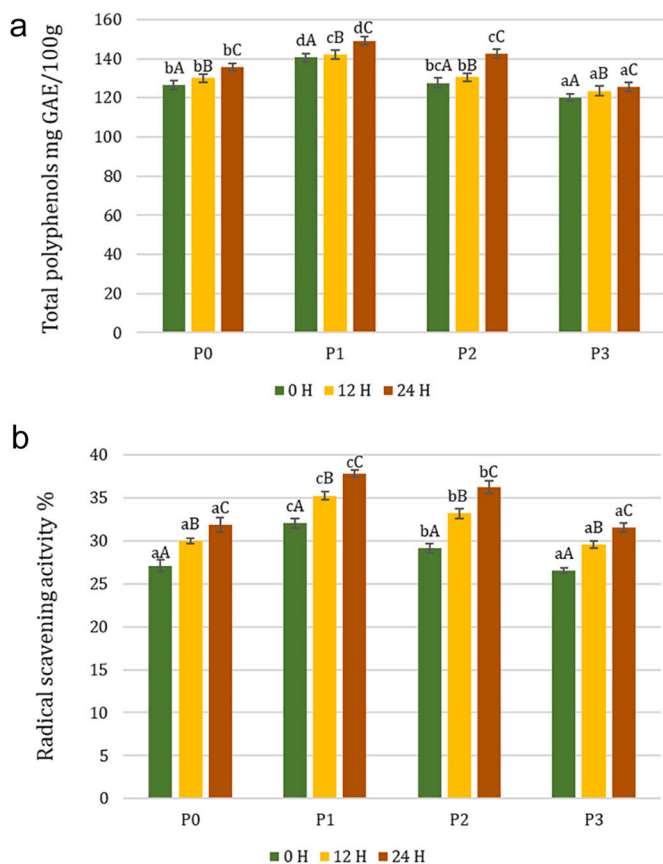 a
Total polyphenols mg GAE/100g
160
140
120
100
80
60
40
20
0
bA bB bC
dA cB dC
bcA bB cC
aA aB aC
P0 P1 P2 P3
0 H 12 H 24 H
b
Radical scavening acitvity %
40
35
30
25
20
15
10
5
0
aA aB aC
cA cB cC
bA bB bC
aA aB aC
P0 P1 P2 P3
0 H 12 H 24 H